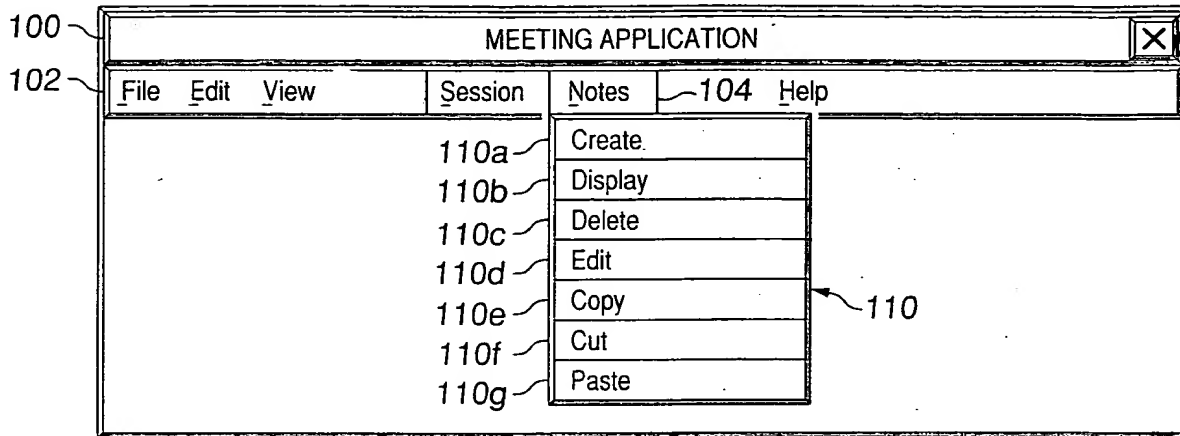 100 MEETING APPLICATION
102 File Edit View Session Notes 104 Help
110a Create
110b Display
110c Delete
110d Edit
110e Copy 110
110f Cut
110g Paste